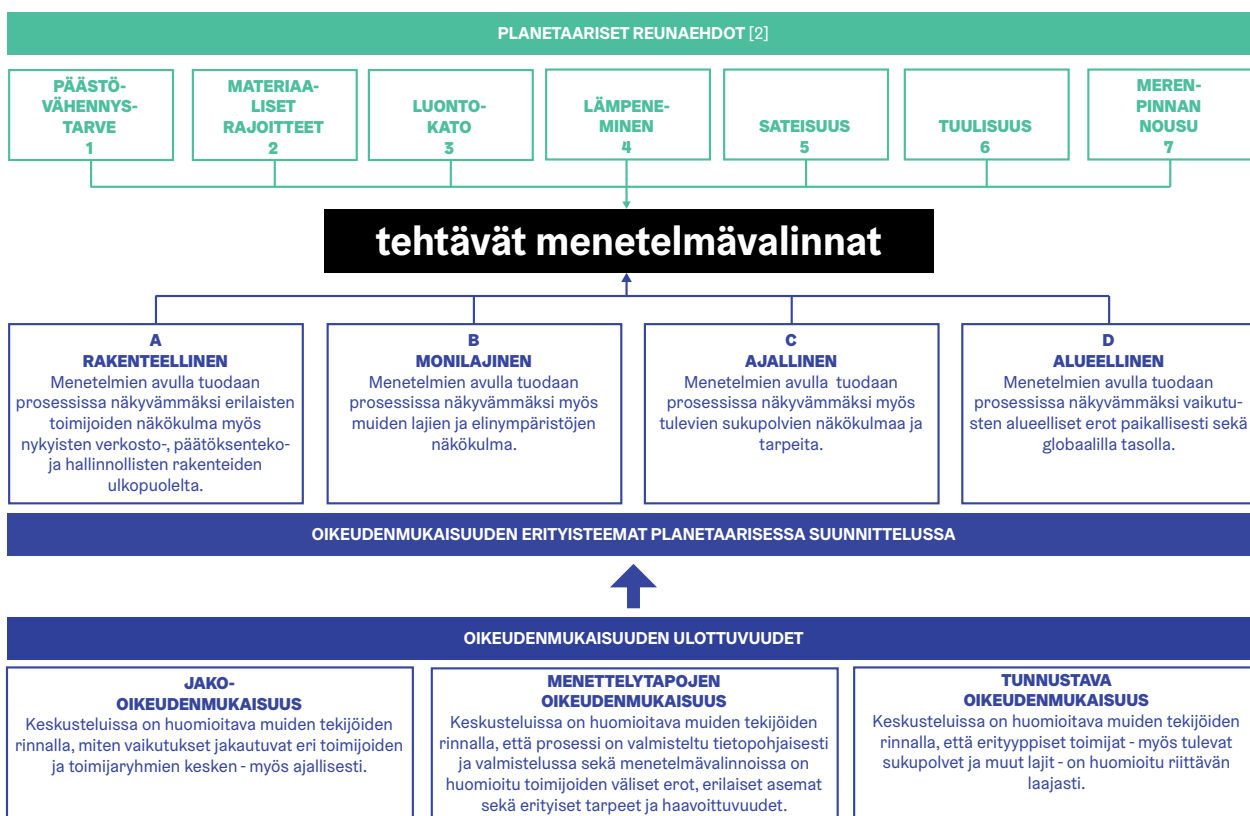 PLANETAARISET REUNAEHDOT [2]
PÄÄSTÖ-
VÄHENNYS-
TARVE
1
MATERIAA-
LISET
RAJOITTEET
2
LUONTO-
KATO
3
LÄMPENE-
MINEN
4
SATEISUUS
5
TUULISUUS
6
MEREN-
PINNAN
NOUSU
7
tehtävät menetelmävalinnat
A
RAKENTEELLINEN
Menetelmien avulla tuodaan
prosessissa näkyvämmäksi erilaisten
toimijoiden näkökulma myös
nykyisten verkosto-, päätöksenteko-
ja hallinnollisten rakenteiden
ulkopuolelta.
B
MONILAJINEN
Menetelmien avulla tuodaan
prosessissa näkyvämmäksi myös
muiden lajien ja elinympäristöjen
näkökulma.
C
AJALLINEN
Menetelmien avulla tuodaan
prosessissa näkyvämmäksi myös
tulevien sukupolvien näkökulmaa ja
tarpeita.
D
ALUEELLINEN
Menetelmien avulla tuodaan
prosessissa näkyvämmäksi vaikutu-
sten alueelliset erot paikallisesti sekä
globaalilla tasolla.
OIKEUDENMUKAISUUDEN ERITYISTEEMAT PLANETAARISESSA SUUNNITTELUSSA
OIKEUDENMUKAISUUDEN ULOTTUVUUDET
JAKO-
OIKEUDENMUKAISUUS
Keskusteluissa on huomioitava muiden tekijöiden
rinnalla, miten vaikutukset jakautuvat eri toimijoiden
ja toimijaryhmien kesken - myös ajallisesti.
MENETTELYTAPOJEN
OIKEUDENMUKAISUUS
Keskusteluissa on huomioitava muiden tekijöiden
rinnalla, että prosessi on valmisteltu tietopohjaisesti
ja valmistelussa sekä menetelmävalinnoissa on
huomioitu toimijoiden väliset erot, erilaiset asemat
sekä erityiset tarpeet ja haavoittuvuudet.
TUNNUSTAVA
OIKEUDENMUKAISUUS
Keskusteluissa on huomioitava muiden tekijöiden
rinnalla, että erityyppiset toimijat - myös tulevat
sukupolvet ja muut lajit - on huomioitu riittävän
laajasti.